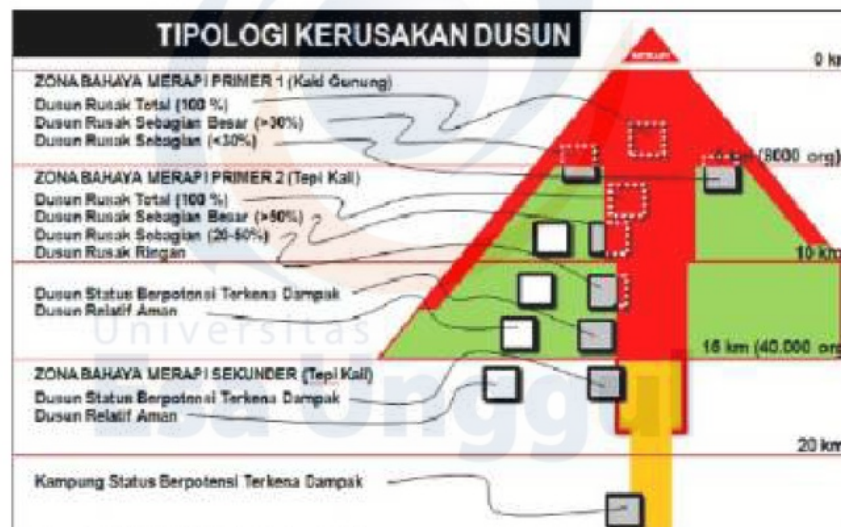 TIPOLOGI KERUSAKAN DUSUN
MERAPI
0 km
ZONA BAHAYA MERAPI PRIMER 1 (Kaki Gunung)
Dusun Rusak Total (100 %)
Dusun Rusak Sebagian Besar (>30%)
Dusun Rusak Sebagian (<30%)
km (8000 org)
ZONA BAHAYA MERAPI PRIMER 2 (Tepi Kali)
Dusun Rusak Total (100 %)
Dusun Rusak Sebagian Besar (>50%)
Dusun Rusak Sebagian (20-50%)
Dusun Rusak Ringan
10 km
Dusun Status Berpotensi Terkena Dampak
Dusun Relatif Aman
Universitas
Esa Unggul
16 km (40.000 org
ZONA BAHAYA MERAPI SEKUNDER (Tepi Kali)
Dusun Status Berpotensi Terkena Dampak
Dusun Relatif Aman
20 km
Kampung Status Berpotensi Terkena Dampak